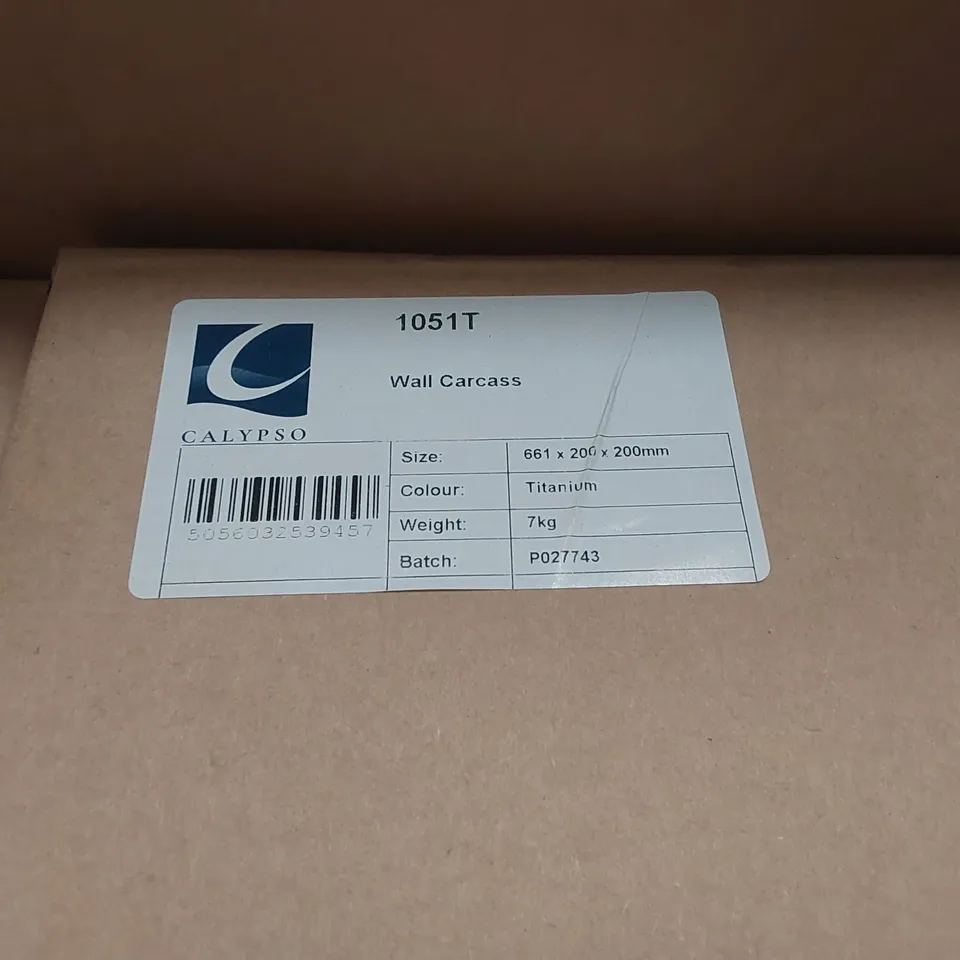 1051T
Wall Carcass
CALYPSO
Size: 661 x 200 x 200mm
Colour: Titanium
Weight: 7kg
Batch: P027743
5056032539457